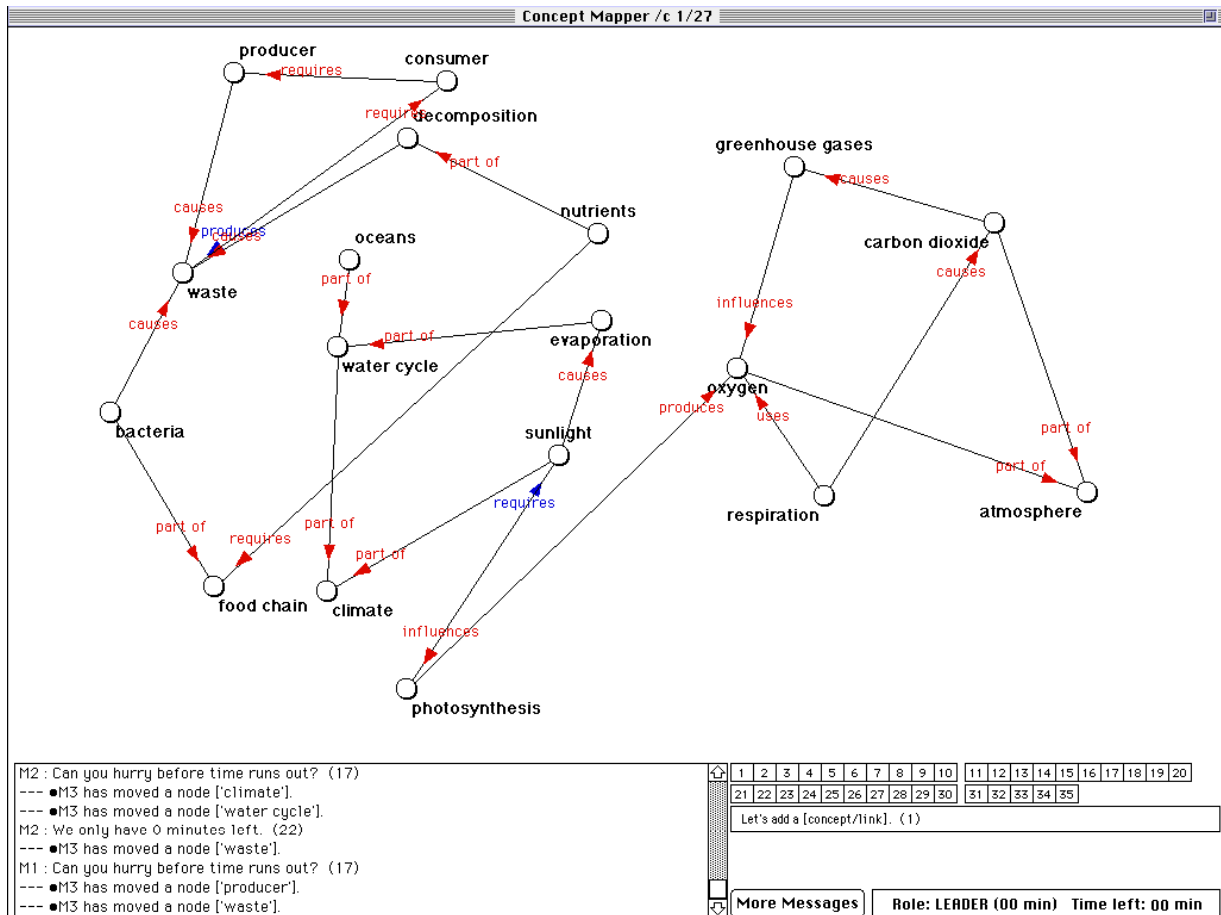 Concept Mapper /c 1/27
producer
consumer
requires
requires
decomposition
part of
greenhouse gases
causes
nutrients
causes
produces
causes
oceans
carbon dioxide
part of
causes
waste
causes
influences
part of
evaporation
water cycle
causes
oxygen
produces
uses
bacteria
sunlight
part of
part of
requires
respiration
atmosphere
part of
requires
part of
part of
food chain
climate
influences
photosynthesis
M2 : Can you hurry before time runs out? (17)
--- ●M3 has moved a node ['climate'].
--- ●M3 has moved a node ['water cycle'].
M2 : We only have 0 minutes left. (22)
--- ●M3 has moved a node ['waste'].
M1 : Can you hurry before time runs out? (17)
--- ●M3 has moved a node ['producer'].
--- ●M3 has moved a node ['waste'].
1 2 3 4 5 6 7 8 9 10 11 12 13 14 15 16 17 18 19 20
21 22 23 24 25 26 27 28 29 30 31 32 33 34 35
Let's add a [concept/link]. (1)
More Messages
Role: LEADER (00 min) Time left: 00 min